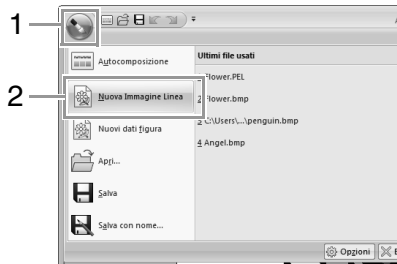 1
Autocomposizione
Ultimi file usati
1 Flower.PEL
2
Nuova Immagine Linea
2 Flower.bmp
Nuovi dati figura
3 C:\Users\...\penguin.bmp
4 Angel.bmp
Apri...
Salva
Salva con nome...
Opzioni